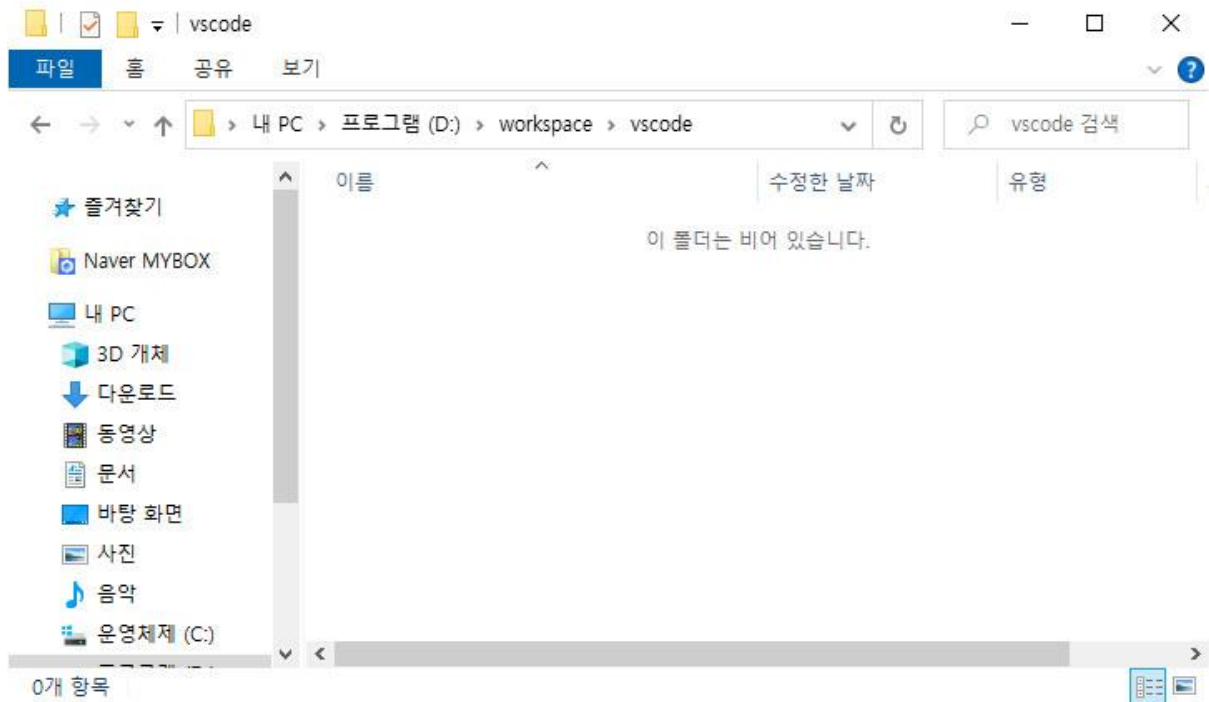 vscode
파일 홈 공유 보기
내 PC > 프로그램 (D:) > workspace > vscode
vscode 검색
이름 수정한 날짜 유형
이 폴더는 비어 있습니다.
즐겨찾기
Naver MYBOX
내 PC
3D 개체
다운로드
동영상
문서
바탕 화면
사진
음악
운영체제 (C:)
0개 항목